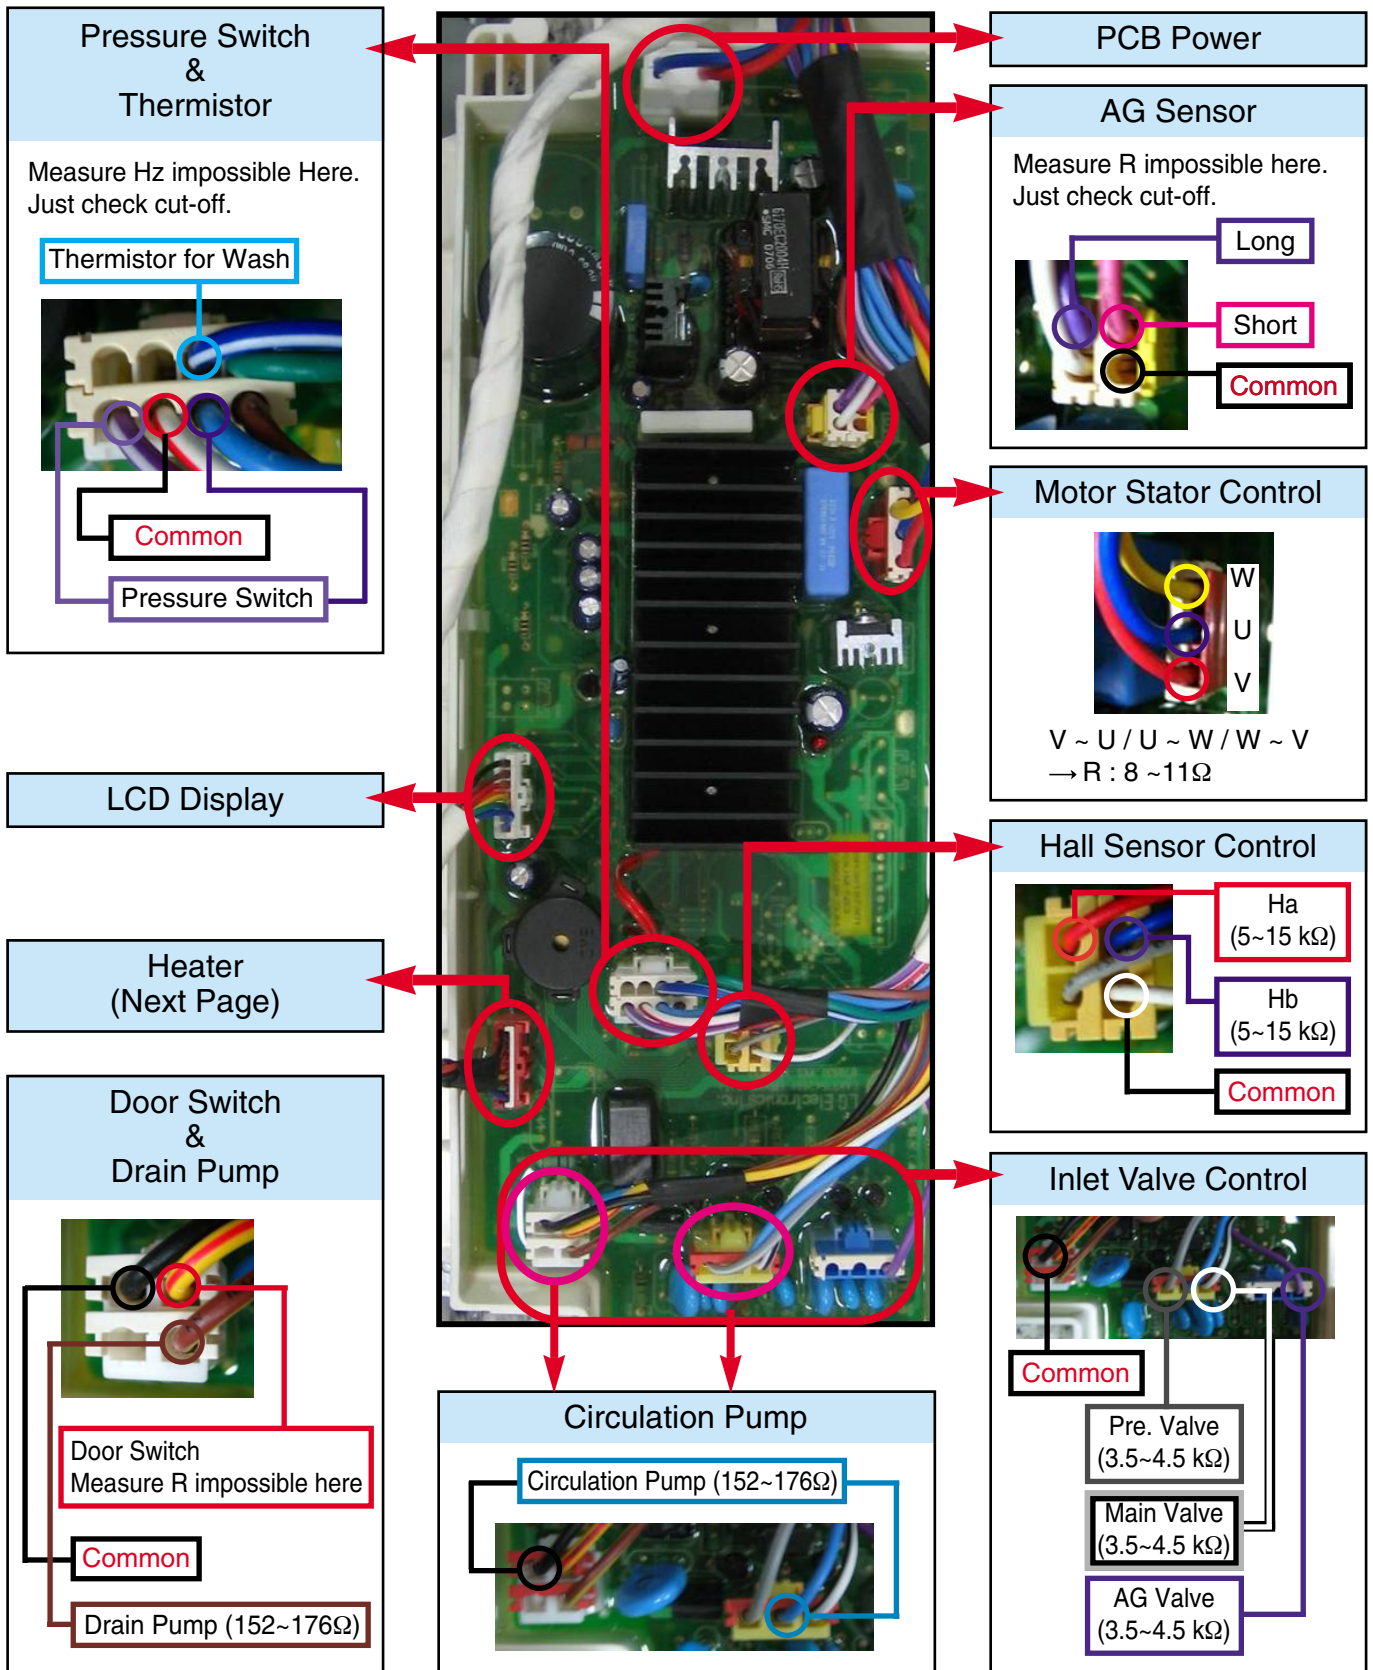 Pressure Switch
&
Thermistor
Measure Hz impossible Here.
Just check cut-off.
Thermistor for Wash
Common
Pressure Switch
LCD Display
Heater
(Next Page)
Door Switch
&
Drain Pump
Door Switch
Measure R impossible here
Common
Drain Pump (152~176Ω)
Circulation Pump
Circulation Pump (152~176Ω)
PCB Power
AG Sensor
Measure R impossible here.
Just check cut-off.
Long
Short
Common
Motor Stator Control
W
U
V
V ~ U / U ~ W / W ~ V
→ R : 8 ~11Ω
Hall Sensor Control
Ha
(5~15 kΩ)
Hb
(5~15 kΩ)
Common
Inlet Valve Control
Common
Pre. Valve
(3.5~4.5 kΩ)
Main Valve
(3.5~4.5 kΩ)
AG Valve
(3.5~4.5 kΩ)
6170EC2004H
LG Electronics Inc.